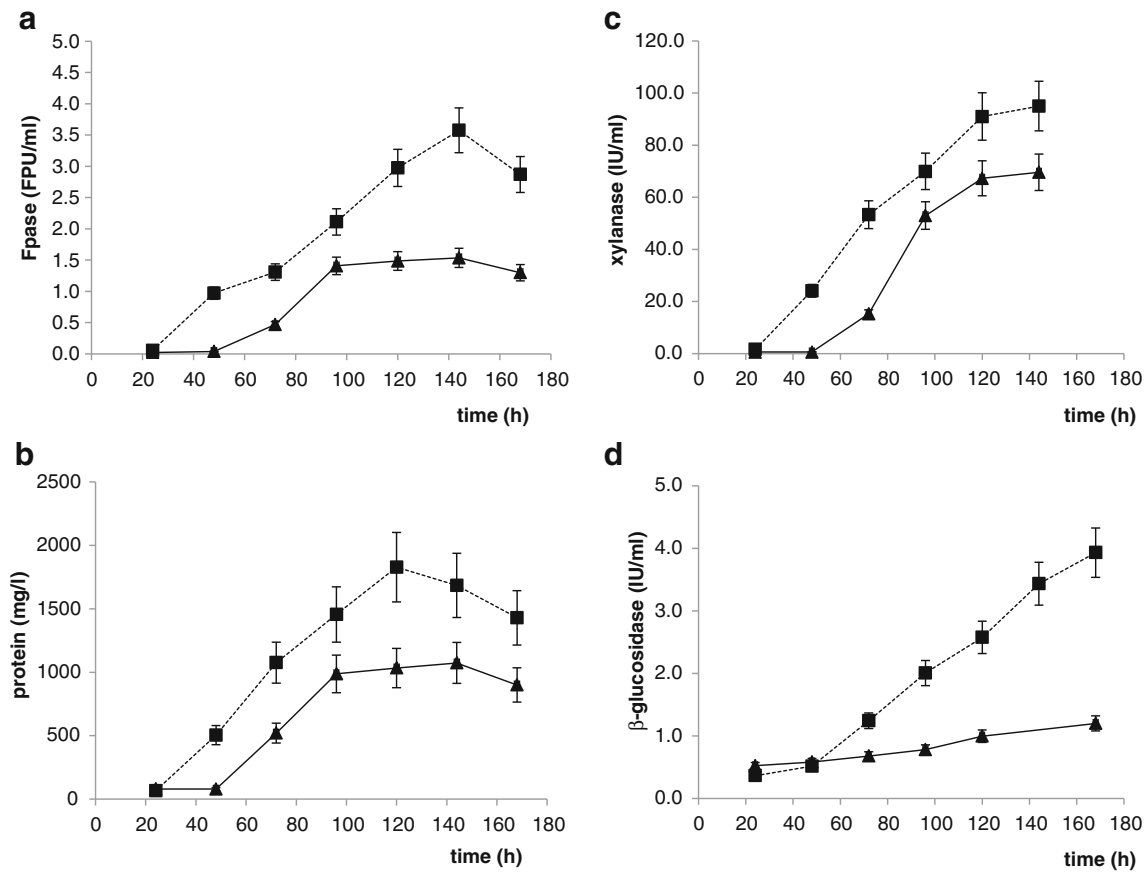 a
5.0
4.5
4.0
3.5
3.0
2.5
2.0
1.5
1.0
0.5
0.0
Fpase (FPU/ml)
0 20 40 60 80 100 120 140 160 180
time (h)
c
120.0
100.0
80.0
60.0
40.0
20.0
0.0
xylanase (IU/ml)
0 20 40 60 80 100 120 140 160 180
time (h)
b
2500
2000
1500
1000
500
0
protein (mg/l)
0 20 40 60 80 100 120 140 160 180
time (h)
d
5.0
4.0
3.0
2.0
1.0
0.0
β-glucosidase (IU/ml)
0 20 40 60 80 100 120 140 160 180
time (h)